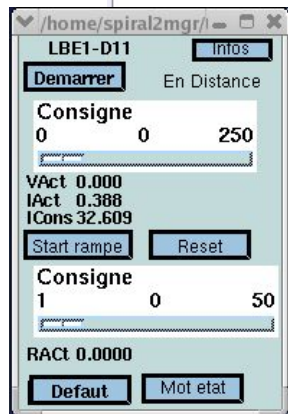 /home/spiral2mgr/
LBE1-D11 Infos
Demarrer En Distance
Consigne
0 0 250
VAct 0.000
IAct 0.388
ICons 32.609
Start rampe Reset
Consigne
1 0 50
RACt 0.0000
Defaut Mot etat